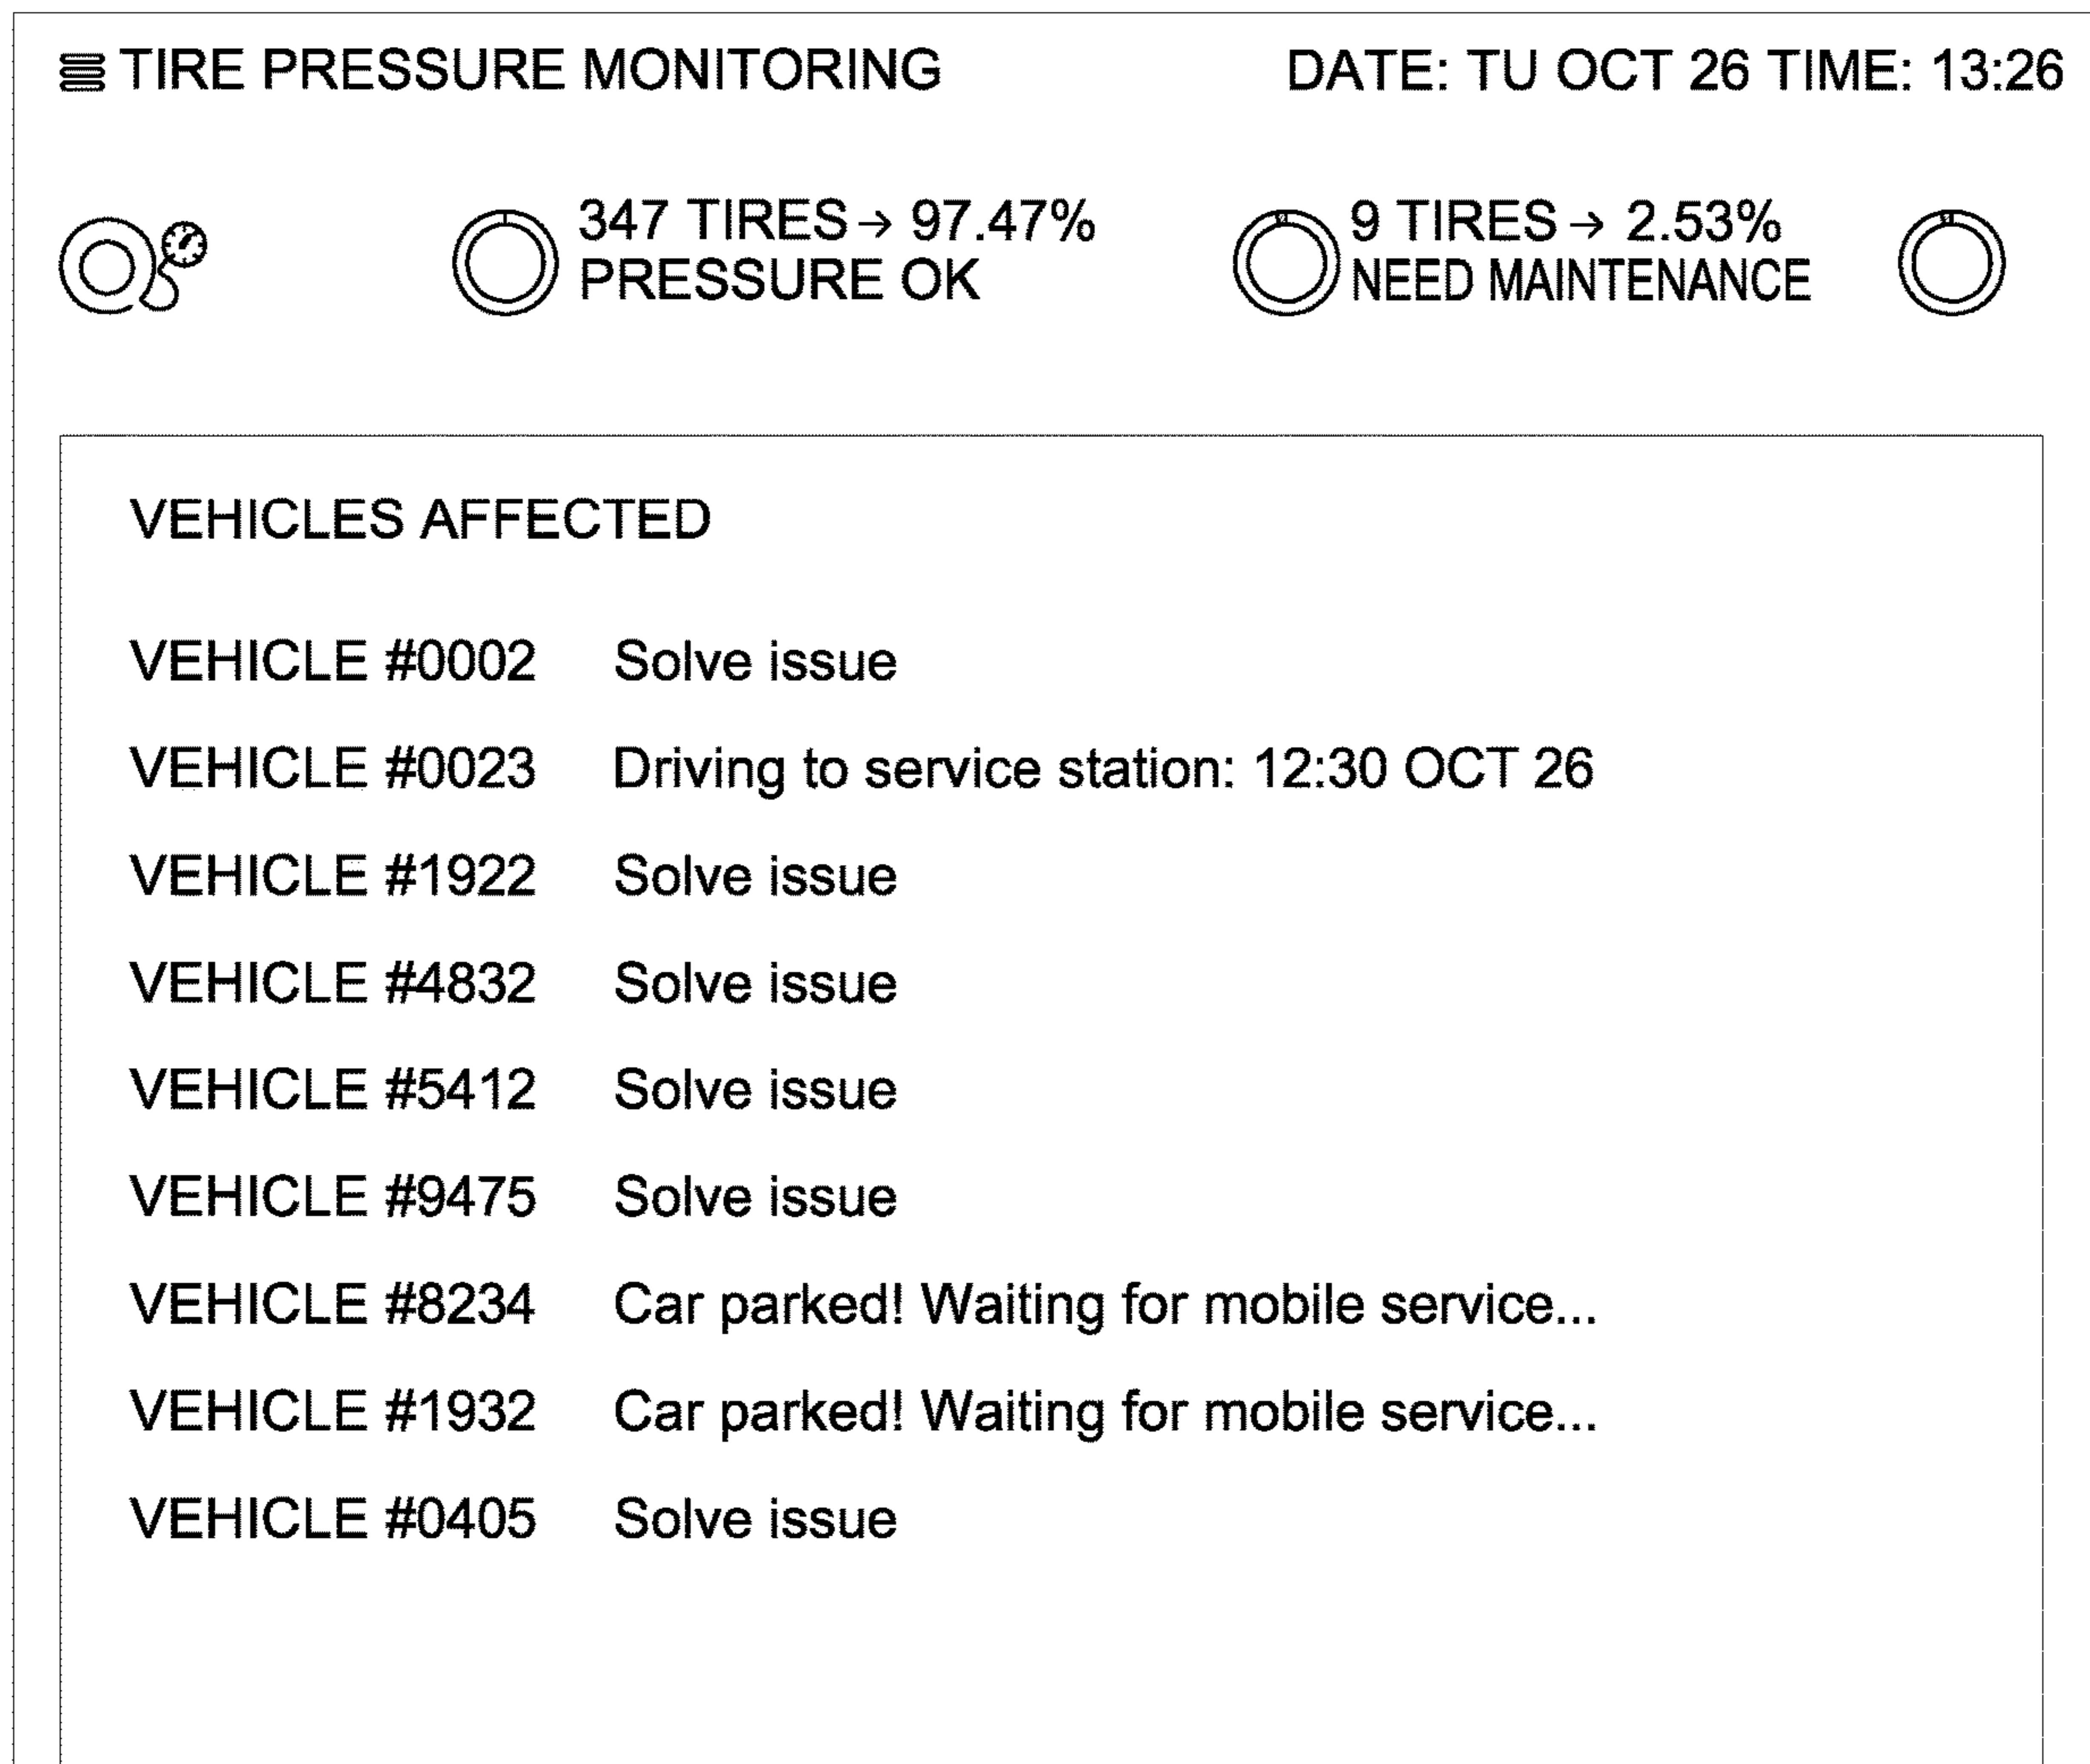 TIRE PRESSURE MONITORING DATE: TU OCT 26 TIME: 13:26
347 TIRES → 97.47% 9 TIRES → 2.53%
PRESSURE OK NEED MAINTENANCE
VEHICLES AFFECTED
VEHICLE #0002 Solve issue
VEHICLE #0023 Driving to service station: 12:30 OCT 26
VEHICLE #1922 Solve issue
VEHICLE #4832 Solve issue
VEHICLE #5412 Solve issue
VEHICLE #9475 Solve issue
VEHICLE #8234 Car parked! Waiting for mobile service...
VEHICLE #1932 Car parked! Waiting for mobile service...
VEHICLE #0405 Solve issue